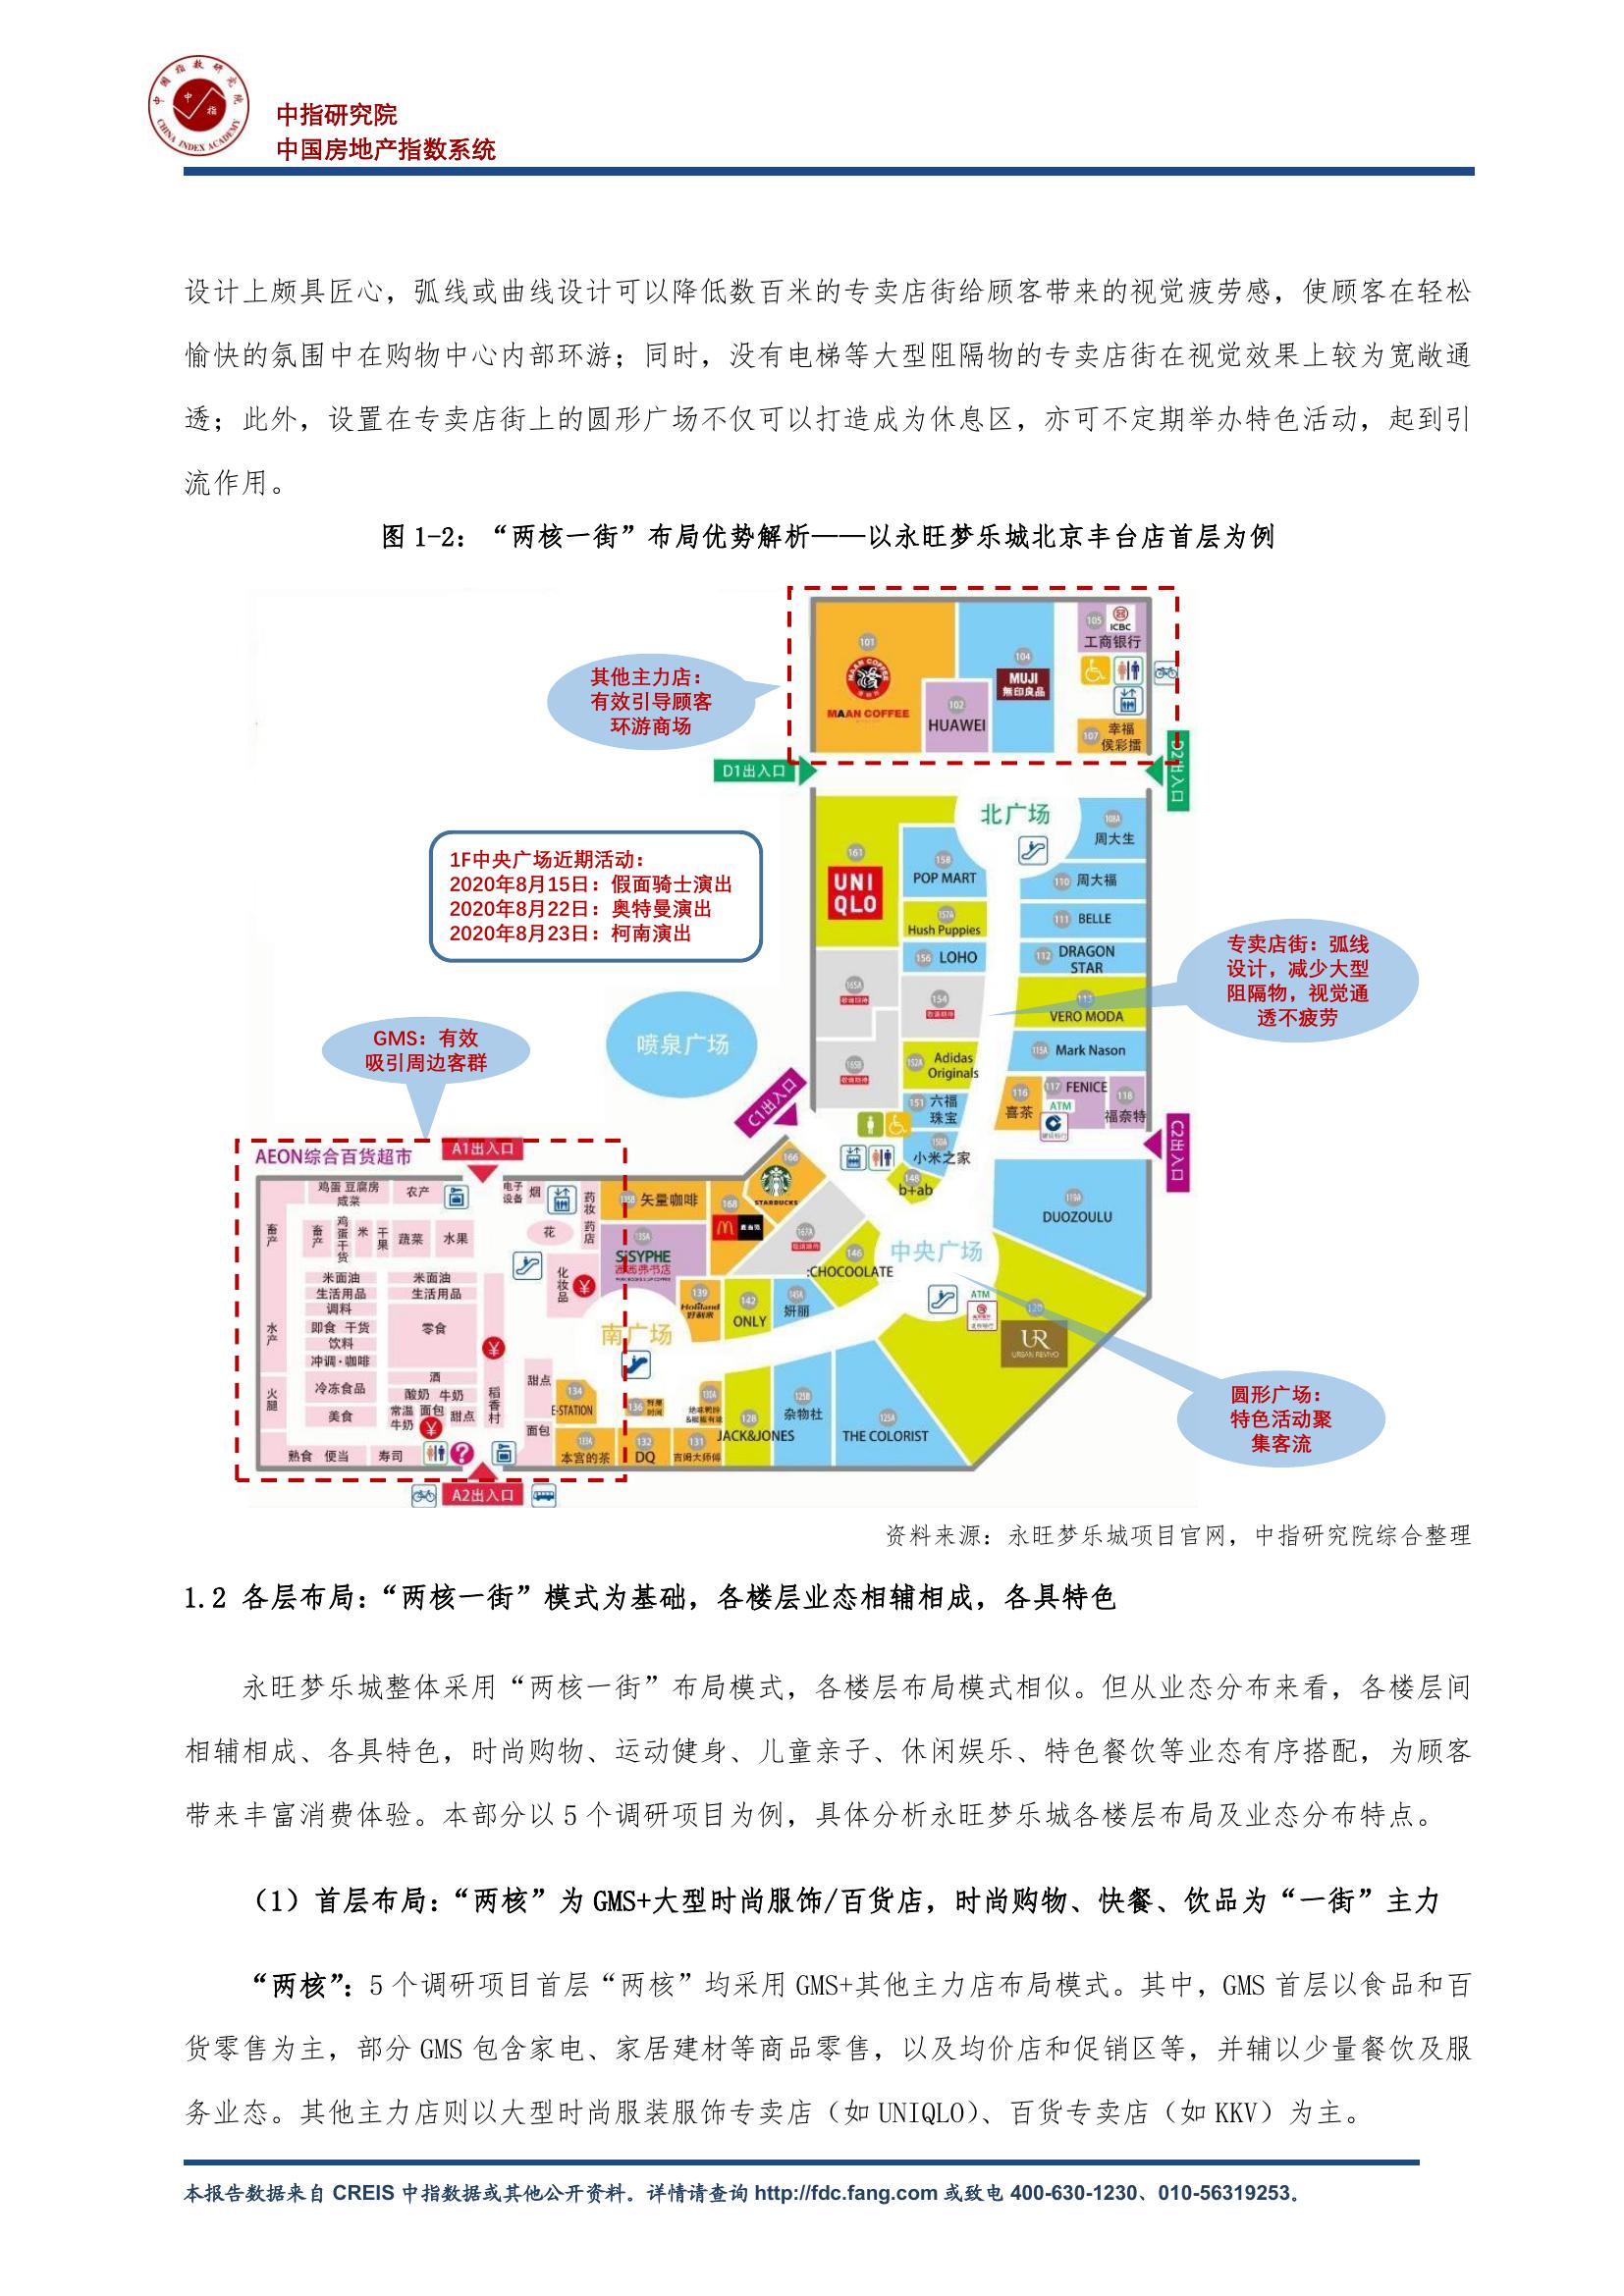 中国指数研究院
CHINA INDEX ACADEMY
中指
中指研究院
中国房地产指数系统
设计上颇具匠心，弧线或曲线设计可以降低数百米的专卖店街给顾客带来的视觉疲劳感，使顾客在轻松
愉快的氛围中在购物中心内部环游；同时，没有电梯等大型阻隔物的专卖店街在视觉效果上较为宽敞通
透；此外，设置在专卖店街上的圆形广场不仅可以打造成为休息区，亦可不定期举办特色活动，起到引
流作用。
图 1-2：“两核一街”布局优势解析——以永旺梦乐城北京丰台店首层为例
其他主力店：
有效引导顾客
环游商场
101
MAAN COFFEE
MAAN COFFEE
102
HUAWEI
104
MUJI
無印良品
105
ICBC
工商银行
107
幸福
侯彩擂
D1出入口
D2出入口
北广场
1F中央广场近期活动：
2020年8月15日：假面骑士演出
2020年8月22日：奥特曼演出
2020年8月23日：柯南演出
161
UNI
QLO
158
POP MART
157A
Hush Puppies
156 LOHO
165A
敬请期待
154
敬请期待
165B
敬请期待
152A
Adidas
Originals
151
六福
珠宝
150A
小米之家
148
b+ab
108A
周大生
110 周大福
111 BELLE
112
DRAGON
STAR
113
VERO MODA
115A Mark Nason
116
喜茶
117 FENICE
ATM
118
福奈特
专卖店街：弧线
设计，减少大型
阻隔物，视觉通
透不疲劳
喷泉广场
GMS：有效
吸引周边客群
C1出入口
C2出入口
AEON综合百货超市
A1出入口
鸡蛋 豆腐房
咸菜
农产
电子
设备
烟
药妆
药店
花
化妆品
畜产
水产
火腿
畜产
鸡蛋干货
米
干果
蔬菜
水果
米面油
生活用品
调料
即食 干货
饮料
冲调·咖啡
冷冻食品
美食
米面油
生活用品
零食
酒
酸奶 牛奶
常温
牛奶
面包
甜点
稻香村
甜点
面包
熟食 便当
寿司
A2出入口
135B 矢量咖啡
135A
SiSYPHE
西西弗书店
168
166
STARBUCKS
167A
敬请期待
146
:CHOCOOLATE
中央广场
119A
DUOZOULU
ATM
120
UR
URBAN REVIVO
139
Holiland
好利来
142
ONLY
145A
妍丽
南广场
134
E-STATION
133A
本宫的茶
136
132
DQ
130A
131
吉闺大师傅
128
JACK&JONES
125B
杂物社
125A
THE COLORIST
圆形广场：
特色活动聚
集客流
资料来源：永旺梦乐城项目官网，中指研究院综合整理
1.2 各层布局：“两核一街”模式为基础，各楼层业态相辅相成，各具特色
永旺梦乐城整体采用“两核一街”布局模式，各楼层布局模式相似。但从业态分布来看，各楼层间
相辅相成、各具特色，时尚购物、运动健身、儿童亲子、休闲娱乐、特色餐饮等业态有序搭配，为顾客
带来丰富消费体验。本部分以 5 个调研项目为例，具体分析永旺梦乐城各楼层布局及业态分布特点。
（1）首层布局：“两核”为 GMS+大型时尚服饰/百货店，时尚购物、快餐、饮品为“一街”主力
“两核”：5 个调研项目首层“两核”均采用 GMS+其他主力店布局模式。其中，GMS 首层以食品和百
货零售为主，部分 GMS 包含家电、家居建材等商品零售，以及均价店和促销区等，并辅以少量餐饮及服
务业态。其他主力店则以大型时尚服装服饰专卖店（如 UNIQLO）、百货专卖店（如 KKV）为主。
本报告数据来自 CREIS 中指数据或其他公开资料。详情请查询 http://fdc.fang.com 或致电 400-630-1230、010-56319253。